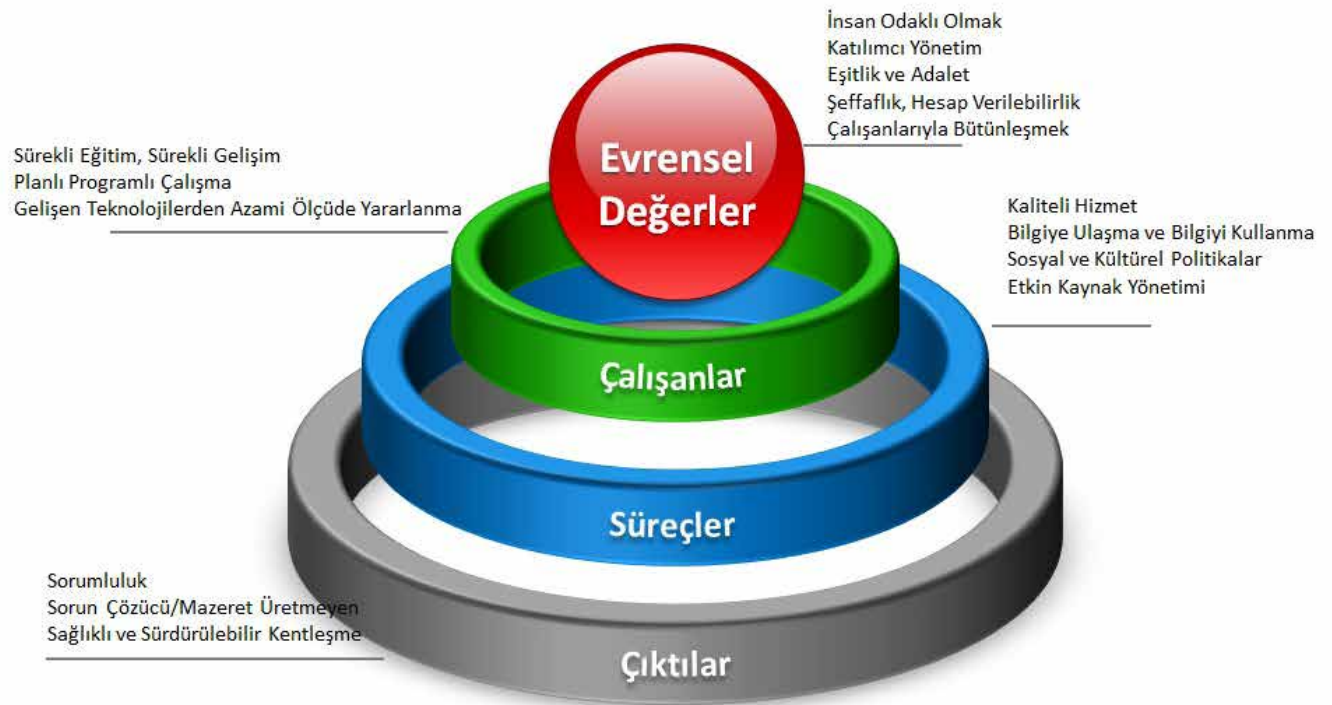 İnsan Odaklı Olmak
Katılımcı Yönetim
Eşitlik ve Adalet
Şeffaflık, Hesap Verilebilirlik
Çalışanlarıyla Bütünleşmek
Evrensel
Değerler
Sürekli Eğitim, Sürekli Gelişim
Planlı Programlı Çalışma
Gelişen Teknolojilerden Azami Ölçüde Yararlanma
Kaliteli Hizmet
Bilgiye Ulaşma ve Bilgiyi Kullanma
Sosyal ve Kültürel Politikalar
Etkin Kaynak Yönetimi
Çalışanlar
Süreçler
Sorumluluk
Sorun Çözücü/Mazeret Üretmeyen
Sağlıklı ve Sürdürülebilir Kentleşme
Çıktılar